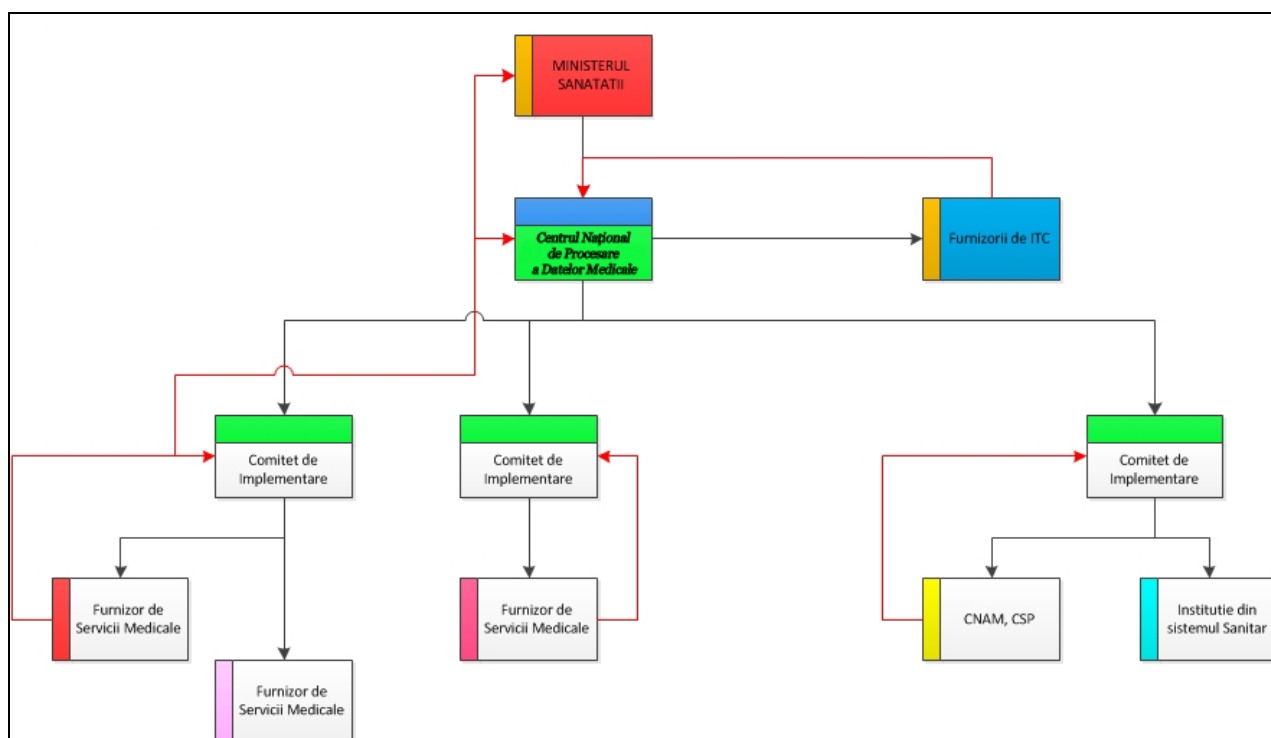 MINISTERUL
SANATATII
Centrul Național
de Procesare
a Datelor Medicale
Furnizorii de ITC
Comitet de
Implementare
Comitet de
Implementare
Comitet de
Implementare
Furnizor de
Servicii Medicale
Furnizor de
Servicii Medicale
CNAM, CSP
Institutie din
sistemul Sanitar
Furnizor de
Servicii Medicale